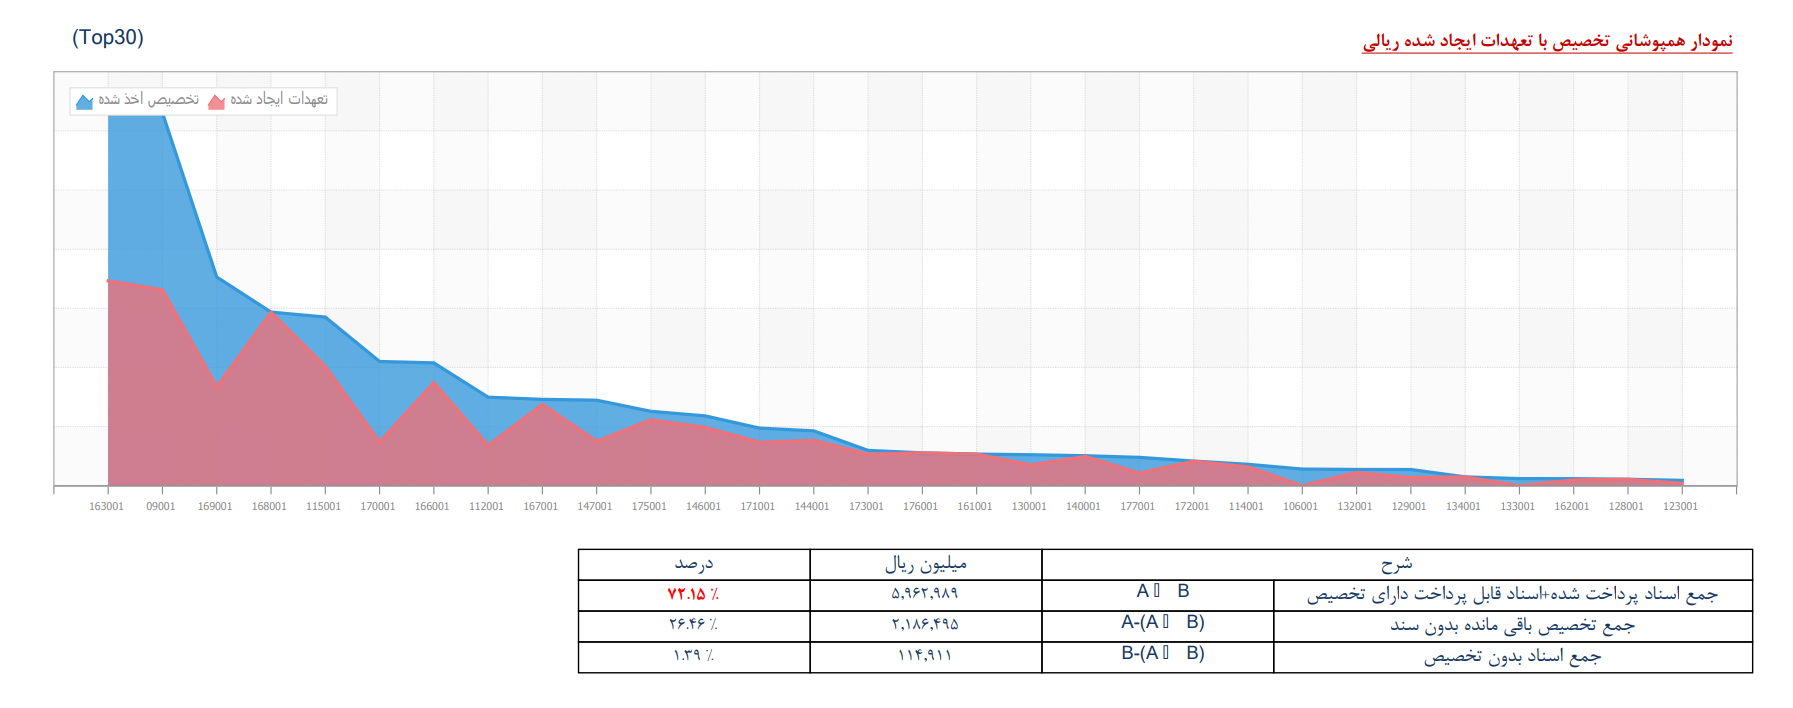 نمودار همپوشانی تخصیص با تعهدات ایجاد شده ریالی
(Top30)
تعهدات ایجاد شده تخصیص اخذ شده
163001 09001 169001 168001 115001 170001 166001 112001 167001 147001 175001 146001 171001 144001 173001 176001 161001 130001 140001 177001 172001 114001 106001 132001 129001 134001 133001 162001 128001 123001
شرح میلیون ریال درصد
جمع اسناد پرداخت شده+اسناد قابل پرداخت دارای تخصیص A B ۵,۹۶۲,۹۸۹ ۷۲.۱۵ ٪
جمع تخصیص باقی مانده بدون سند A-(A B) ۲,۱۸۶,۴۹۵ ۲۶.۴۶ ٪
جمع اسناد بدون تخصیص B-(A B) ۱۱۴,۹۱۱ ۱.۳۹ ٪